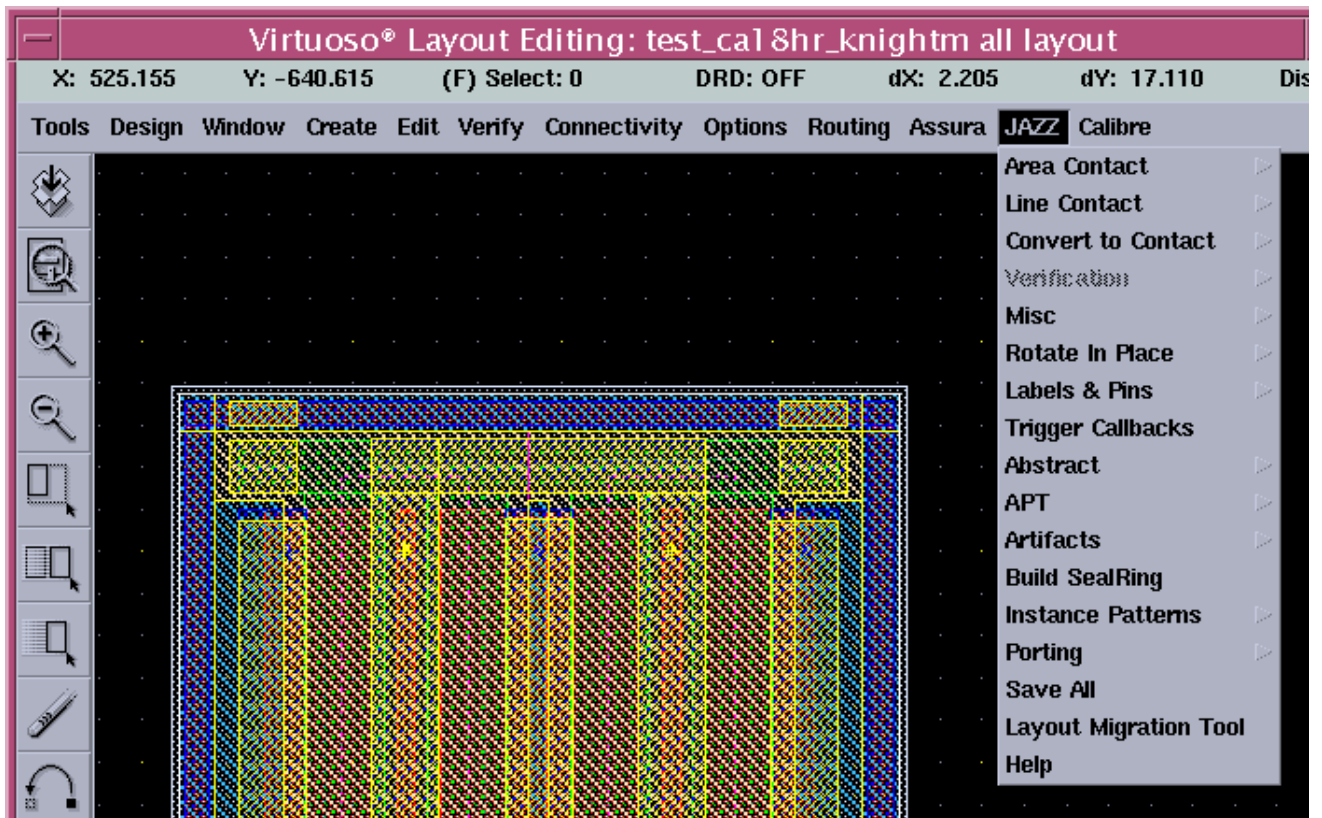 Virtuoso® Layout Editing: test_ca18hr_knightm all layout
X: 525.155 Y: -640.615 (F) Select: 0 DRD: OFF dX: 2.205 dY: 17.110 Dis
Tools Design Window Create Edit Verify Connectivity Options Routing Assura JAZZ Calibre
Area Contact
Line Contact
Convert to Contact
Verification
Misc
Rotate In Place
Labels & Pins
Trigger Callbacks
Abstract
APT
Artifacts
Build SealRing
Instance Patterns
Porting
Save All
Layout Migration Tool
Help